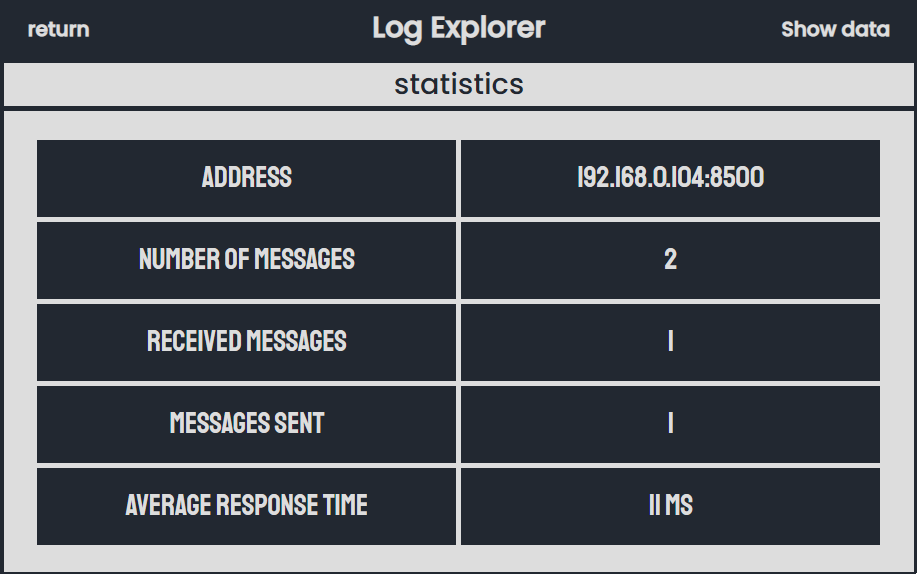 return
Log Explorer
Show data
statistics
ADDRESS
192.168.0.104:8500
NUMBER OF MESSAGES
2
RECEIVED MESSAGES
1
MESSAGES SENT
1
AVERAGE RESPONSE TIME
11 MS